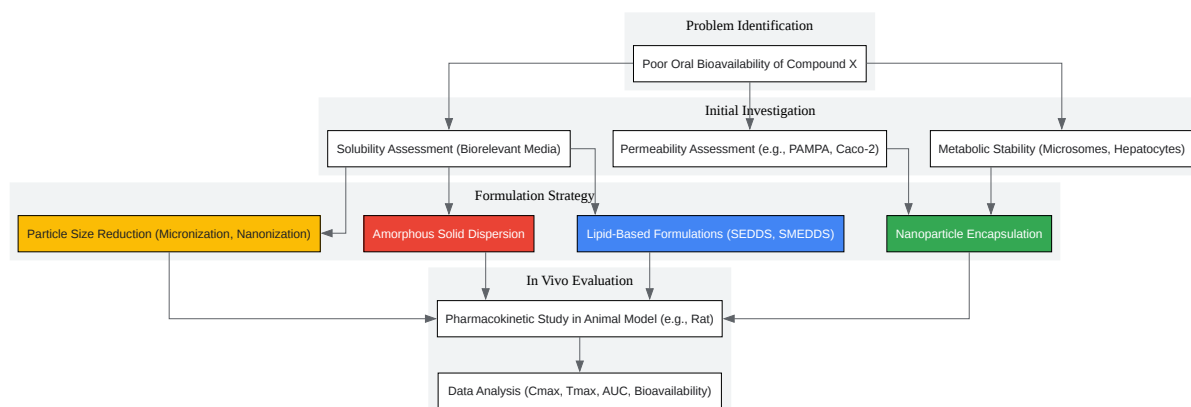 Problem Identification
Poor Oral Bioavailability of Compound X
Initial Investigation
Solubility Assessment (Biorelevant Media)
Permeability Assessment (e.g., PAMPA, Caco-2)
Metabolic Stability (Microsomes, Hepatocytes)
Formulation Strategy
Particle Size Reduction (Micronization, Nanonization)
Amorphous Solid Dispersion
Lipid-Based Formulations (SEDDS, SMEDDS)
Nanoparticle Encapsulation
In Vivo Evaluation
Pharmacokinetic Study in Animal Model (e.g., Rat)
Data Analysis (Cmax, Tmax, AUC, Bioavailability)